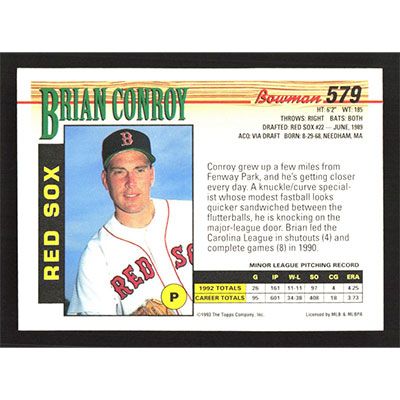 BRIAN CONROY
Bowman 579
HT: 6'2" WT: 185
THROWS: RIGHT BATS: BOTH
DRAFTED: RED SOX #22 — JUNE, 1989
ACQ: VIA DRAFT BORN: 8-29-68, NEEDHAM, MA
RED SOX
B
RED SOX
P
Conroy grew up a few miles from
Fenway Park, and he's getting closer
every day. A knuckle/curve special-
ist whose modest fastball looks
quicker sandwiched between the
flutterballs, he is knocking on the
major-league door. Brian led the
Carolina League in shutouts (4) and
complete games (8) in 1990.
MINOR LEAGUE PITCHING RECORD
G IP W-L SO CG ERA
1992 TOTALS 26 161 11-11 97 4 4.25
CAREER TOTALS 95 601 34-38 408 18 3.73
©1993 The Topps Company, Inc. Licensed by MLB & MLBPA